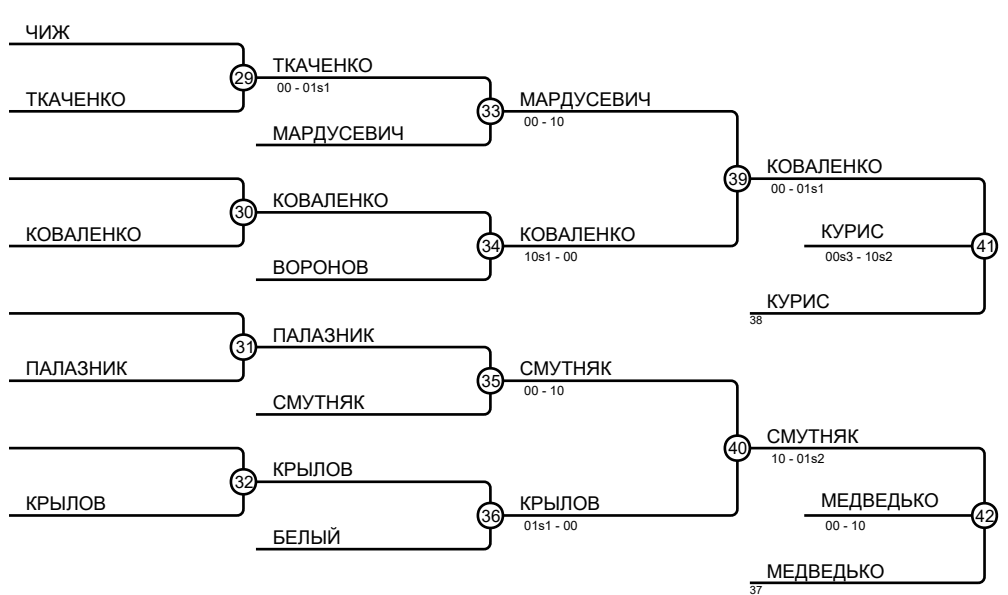 ЧИЖ
29
ТКАЧЕНКО
ТКАЧЕНКО
00 - 01s1
33
МАРДУСЕВИЧ
МАРДУСЕВИЧ
00 - 10
30
КОВАЛЕНКО
КОВАЛЕНКО
34
ВОРОНОВ
КОВАЛЕНКО
10s1 - 00
39
КОВАЛЕНКО
00 - 01s1
КУРИС
00s3 - 10s2
41
КУРИС
38
31
ПАЛАЗНИК
ПАЛАЗНИК
35
СМУТНЯК
СМУТНЯК
00 - 10
32
КРЫЛОВ
КРЫЛОВ
36
БЕЛЫЙ
КРЫЛОВ
01s1 - 00
40
СМУТНЯК
10 - 01s2
МЕДВЕДЬКО
00 - 10
42
МЕДВЕДЬКО
37